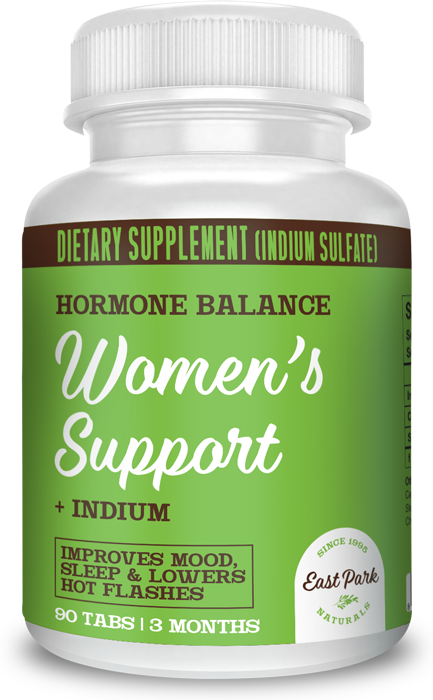 DIETARY SUPPLEMENT (INDIUM SULFATE)
HORMONE BALANCE
Women's
Support
+ INDIUM
IMPROVES MOOD,
SLEEP & LOWERS
HOT FLASHES
90 TABS | 3 MONTHS
SINCE 1995
East Park
NATURALS